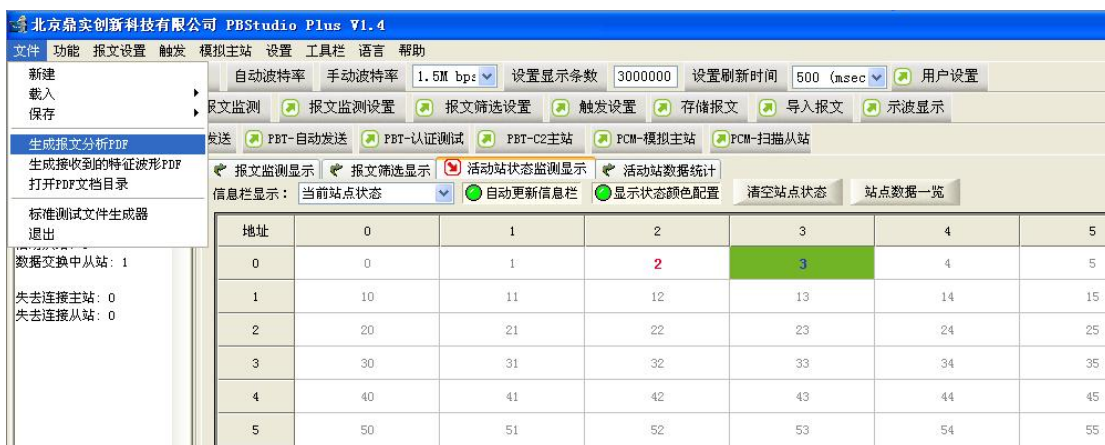 北京鼎实创新科技有限公司 PBStudio Plus V1.4
文件 功能 报文设置 触发 模拟主站 设置 工具栏 语言 帮助
新建
载入
保存
生成报文分析PDF
生成接收到的特征波形PDF
打开PDF文档目录
标准测试文件生成器
退出
自动波特率 手动波特率 1.5M bps 设置显示条数 3000000 设置刷新时间 500 (msec 用户设置
报文监测 报文监测设置 报文筛选设置 触发设置 存储报文 导入报文 示波显示
发送 PBT-自动发送 PBT-认证测试 PBT-C2主站 PCM-模拟主站 PCM-扫描从站
报文监测显示 报文筛选显示 活动站状态监测显示 活动站数据统计
信息栏显示: 当前站点状态 自动更新信息栏 显示状态颜色配置 清空站点状态 站点数据一览
数据交换中从站: 1
失去连接主站: 0
失去连接从站: 0
地址 0 1 2 3 4 5
0 0 1 2 3 4 5
1 10 11 12 13 14 15
2 20 21 22 23 24 25
3 30 31 32 33 34 35
4 40 41 42 43 44 45
5 50 51 52 53 54 55